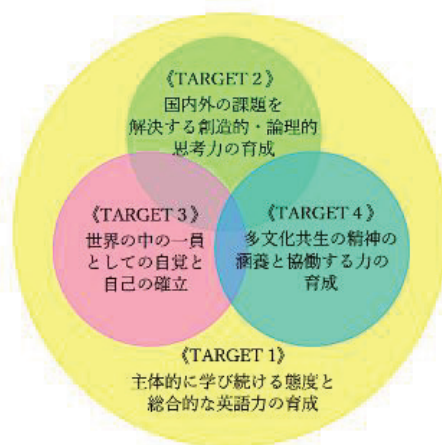 《TARGET 2》
国内外の課題を
解決する創造的・論理的
思考力の育成
《TARGET 3》
世界の中の一員
としての自覚と
自己の確立
《TARGET 4》
多文化共生の精神の
涵養と協働する力の
育成
《TARGET 1》
主体的に学び続ける態度と
総合的な英語力の育成